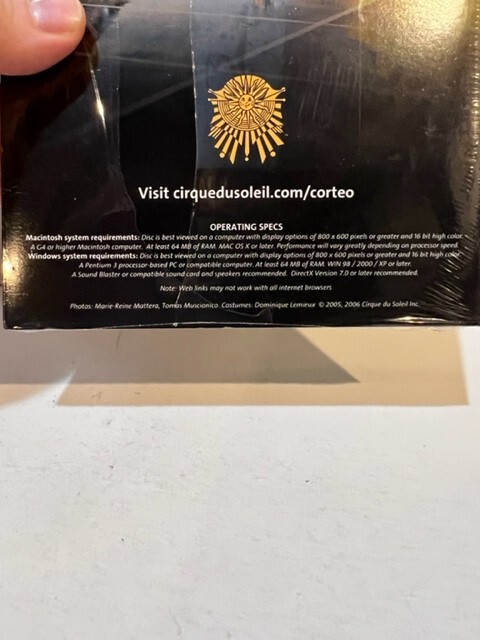 Visit cirquedusoleil.com/corteo
OPERATING SPECS
Macintosh system requirements: Disc is best viewed on a computer with display options of 800 x 600 pixels or greater and 16 bit high color.
A G4 or higher Macintosh computer. At least 64 MB of RAM. MAC OS X or later. Performance will vary greatly depending on processor speed.
Windows system requirements: Disc is best viewed on a computer with display options of 800 x 600 pixels or greater and 16 bit high color.
A Pentium 3 processor-based PC or compatible computer. At least 64 MB of RAM. WIN 98 / 2000 / XP or later.
A Sound Blaster or compatible sound card and speakers recommended. DirectX Version 7.0 or later recommended.
Note: Web links may not work with all internet browsers
Photos: Marie-Reine Mattera, Tomás Muscionico. Costumes: Dominique Lemieux © 2005, 2006 Cirque du Soleil Inc.